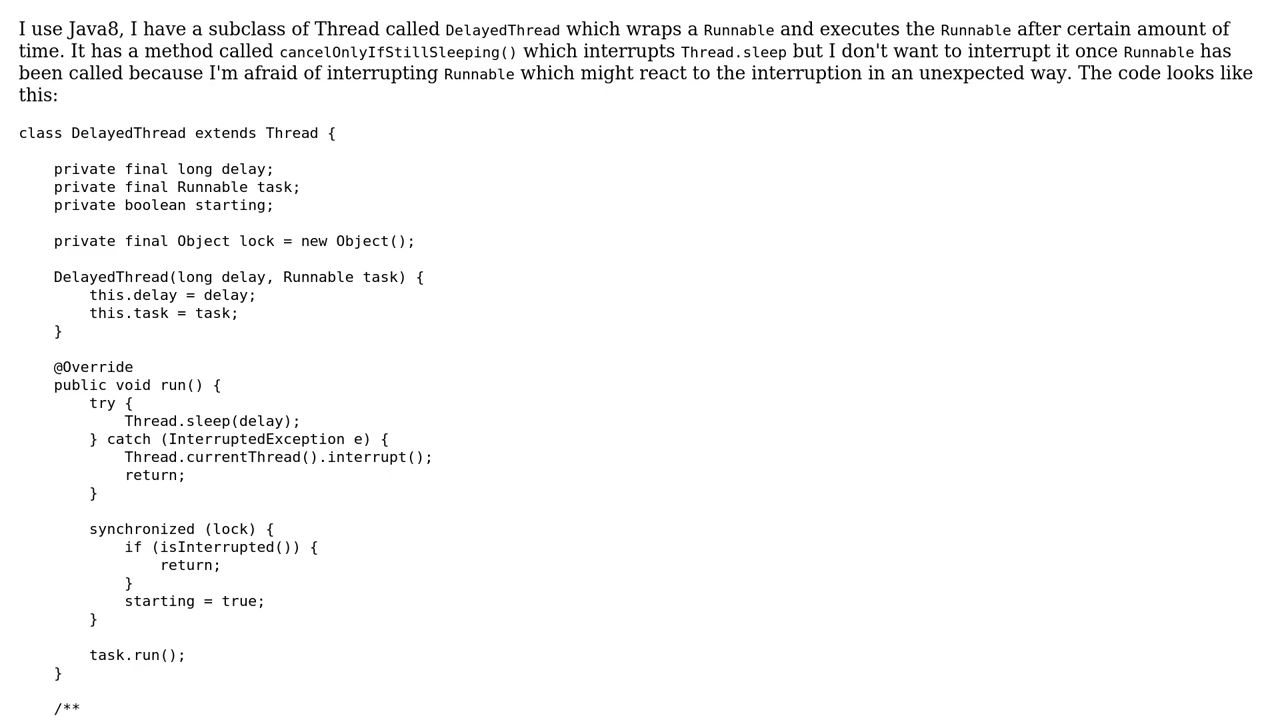 I use Java8, I have a subclass of Thread called DelayedThread which wraps a Runnable and executes the Runnable after certain amount of
time. It has a method called cancelOnlyIfStillSleeping() which interrupts Thread.sleep but I don't want to interrupt it once Runnable has
been called because I'm afraid of interrupting Runnable which might react to the interruption in an unexpected way. The code looks like
this:
class DelayedThread extends Thread {
    private final long delay;
    private final Runnable task;
    private boolean starting;
    private final Object lock = new Object();
    DelayedThread(long delay, Runnable task) {
        this.delay = delay;
        this.task = task;
    }
    @Override
    public void run() {
        try {
            Thread.sleep(delay);
        } catch (InterruptedException e) {
            Thread.currentThread().interrupt();
            return;
        }
        synchronized (lock) {
            if (isInterrupted()) {
                return;
            }
            starting = true;
        }
        task.run();
    }
    /**